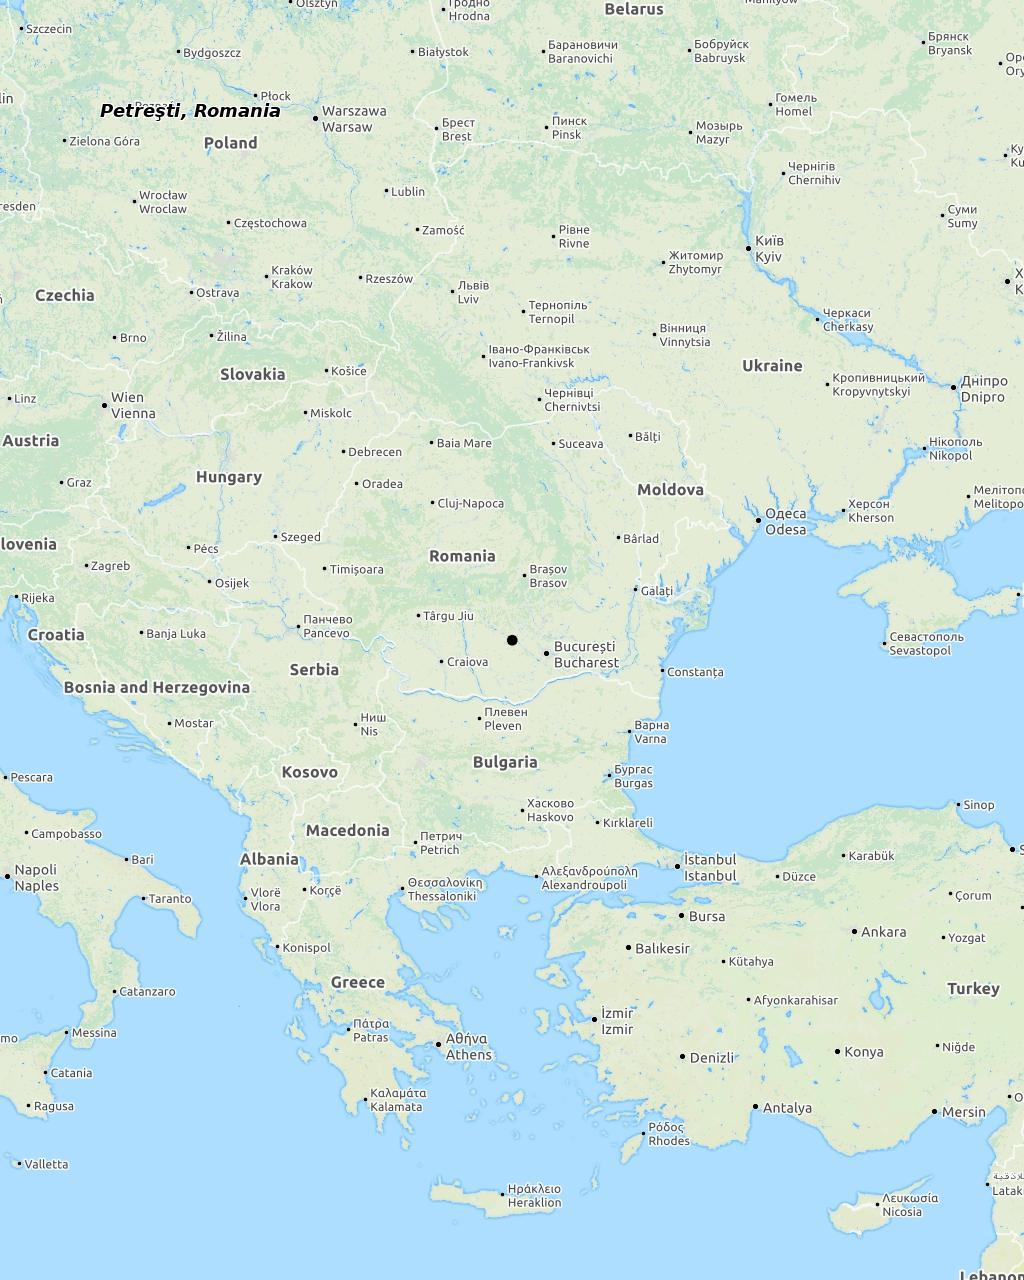 Olsztyn
Гродно
Hrodna
Belarus
Szczecin
Bydgoszcz
Białystok
Барановичи
Baranovichi
Бобруйск
Babruysk
Брянск
Bryansk
Płock
Petrești, Romania
Warszawa
Warsaw
Poland
Zielona Góra
Брест
Brest
Пинск
Pinsk
Мозырь
Mazyr
Гомель
Homel
Чернігів
Chernihiv
Wrocław
Wroclaw
Lublin
Częstochowa
Zamość
Рівне
Rivne
Суми
Sumy
Київ
Kyiv
Житомир
Zhytomyr
Kraków
Krakow
Rzeszów
Львів
Lviv
Ostrava
Czechia
Тернопіль
Ternopil
Черкаси
Cherkasy
Brno
Žilina
Вінниця
Vinnytsia
Івано-Франківськ
Ivano-Frankivsk
Slovakia
Košice
Ukraine
Кропивницький
Kropyvnytskyi
Дніпро
Dnipro
Linz
Wien
Vienna
Miskolc
Чернівці
Chernivtsi
Austria
Baia Mare
Suceava
Bălți
Нікополь
Nikopol
Debrecen
Graz
Hungary
Oradea
Cluj-Napoca
Moldova
Херсон
Kherson
Одеса
Odesa
Pécs
Szeged
Bârlad
Romania
Zagreb
Osijek
Timișoara
Brașov
Brasov
Galați
Rijeka
Croatia
Banja Luka
Панчево
Pancevo
Târgu Jiu
București
Bucharest
Севастополь
Sevastopol
Serbia
Craiova
Constanța
Bosnia and Herzegovina
Mostar
Ниш
Nis
Плевен
Pleven
Варна
Varna
Pescara
Kosovo
Bulgaria
Бургас
Burgas
Campobasso
Macedonia
Хасково
Haskovo
Kırklareli
Sinop
Петрич
Petrich
Albania
Bari
Napoli
Naples
Αλεξανδρούπολη
Alexandroupoli
İstanbul
Istanbul
Karabük
Düzce
Taranto
Vlorë
Vlora
Korçë
Θεσσαλονίκη
Thessaloniki
Çorum
Bursa
Ankara
Yozgat
Konispol
Balıkesir
Kütahya
Greece
Turkey
Catanzaro
Afyonkarahisar
Messina
Πάτρα
Patras
Αθήνα
Athens
İzmir
Izmir
Denizli
Konya
Niğde
Catania
Ragusa
Καλαμάτα
Kalamata
Antalya
Mersin
Ρόδος
Rhodes
Valletta
Ηράκλειο
Heraklion
Λευκωσία
Nicosia